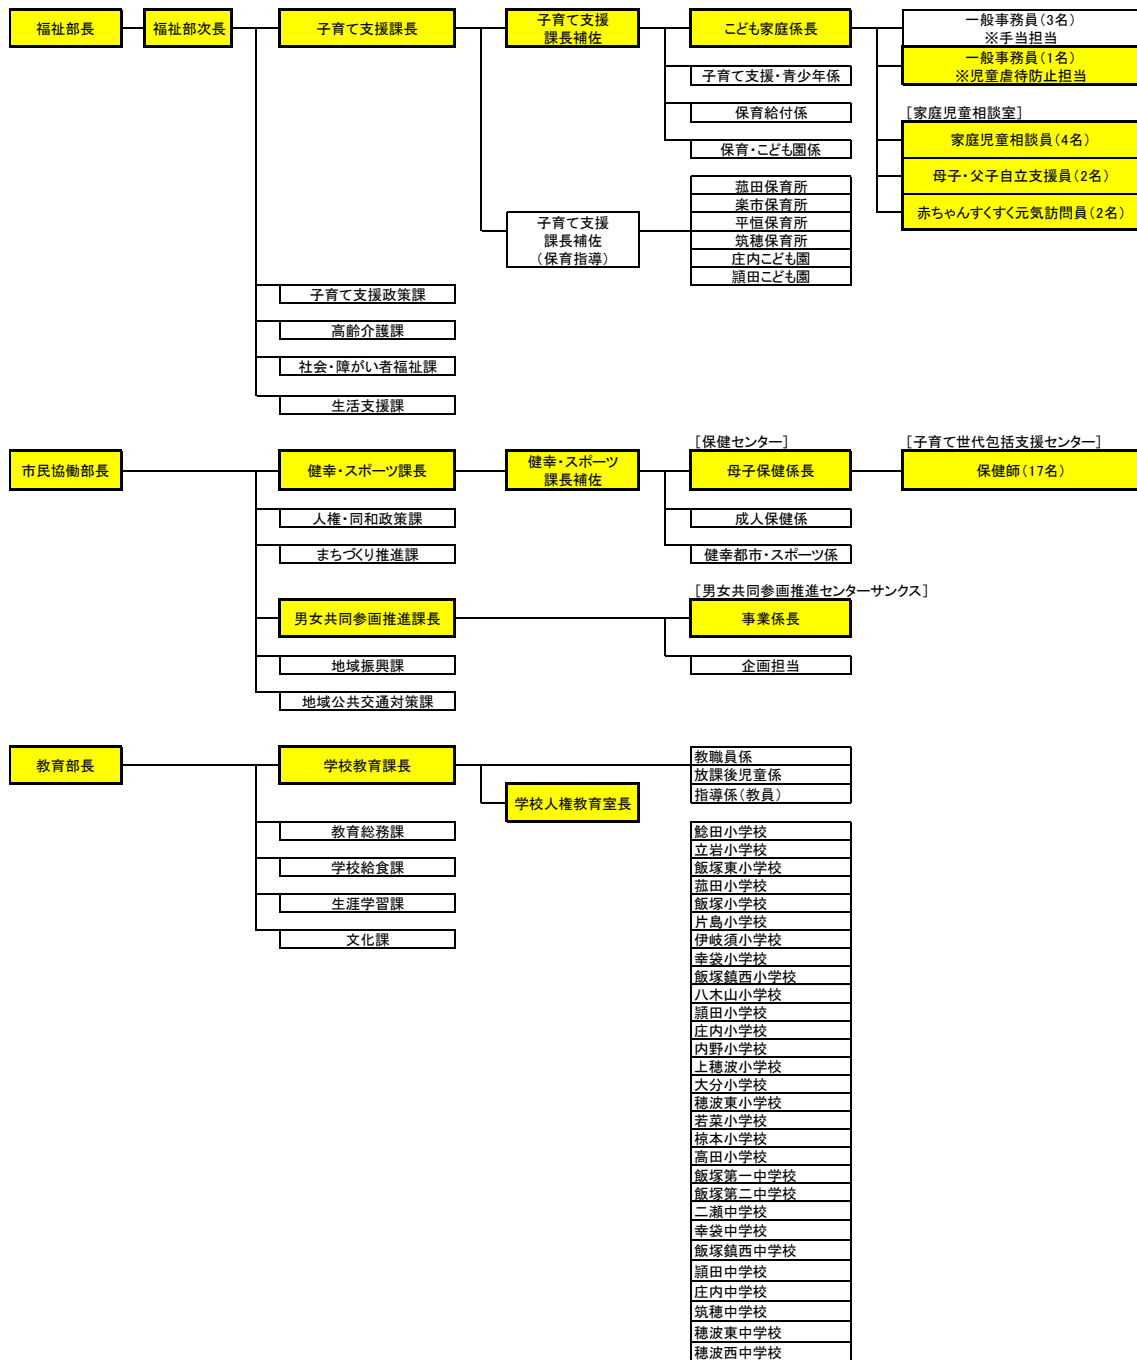 福祉部長
福祉部次長
子育て支援課長
子育て支援
課長補佐
こども家庭係長
一般事務員(3名)
※手当担当
一般事務員(1名)
※児童虐待防止担当
子育て支援・青少年係
保育給付係
保育・こども園係
[家庭児童相談室]
家庭児童相談員(4名)
母子・父子自立支援員(2名)
赤ちゃんすくすく元気訪問員(2名)
子育て支援
課長補佐
(保育指導)
菰田保育所
楽市保育所
平恒保育所
筑穂保育所
庄内こども園
頴田こども園
子育て支援政策課
高齢介護課
社会・障がい者福祉課
生活支援課
市民協働部長
健幸・スポーツ課長
健幸・スポーツ
課長補佐
[保健センター]
母子保健係長
[子育て世代包括支援センター]
保健師(17名)
人権・同和政策課
まちづくり推進課
成人保健係
健幸都市・スポーツ係
男女共同参画推進課長
[男女共同参画推進センターサンクス]
事業係長
地域振興課
企画担当
地域公共交通対策課
教育部長
学校教育課長
学校人権教育室長
教職員係
放課後児童係
指導係(教員)
教育総務課
学校給食課
生涯学習課
文化課
鯰田小学校
立岩小学校
飯塚東小学校
菰田小学校
飯塚小学校
片島小学校
伊岐須小学校
幸袋小学校
飯塚鎮西小学校
八木山小学校
頴田小学校
庄内小学校
内野小学校
上穂波小学校
大分小学校
穂波東小学校
若菜小学校
椋本小学校
高田小学校
飯塚第一中学校
飯塚第二中学校
二瀬中学校
幸袋中学校
飯塚鎮西中学校
頴田中学校
庄内中学校
筑穂中学校
穂波東中学校
穂波西中学校